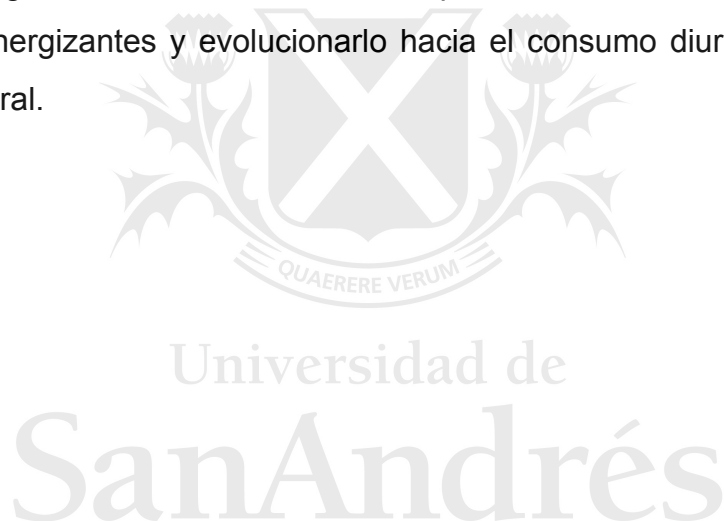 nergizantes y evolucionarlo hacia el consumo diur
ral.
QUAERERE VERUM
Universidad de
SanAndrés